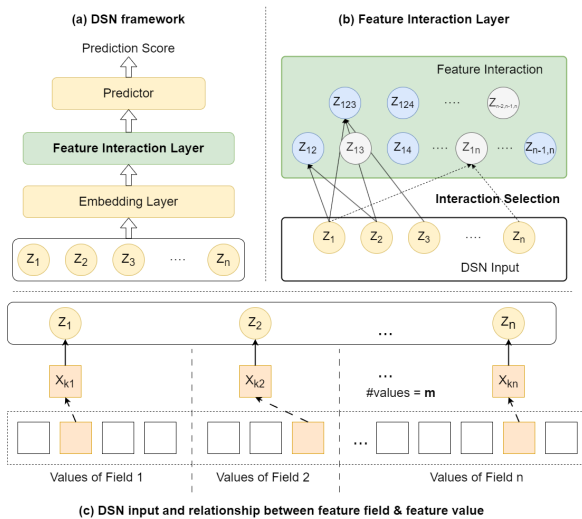 (a) DSN framework
Prediction Score
Predictor
Feature Interaction Layer
Embedding Layer
Z1 Z2 Z3 .... Zn
(b) Feature Interaction Layer
Feature Interaction
Z123 Z124 .... Zn-2,n-1,n
Z12 Z13 Z14 .... Z1n .... Zn-1,n
Interaction Selection
Z1 Z2 Z3 .... Zn
DSN Input
Z1 Z2 ... Zn
Xk1 Xk2 ... Xkn
#values = m
...
Values of Field 1 Values of Field 2 Values of Field n
(c) DSN input and relationship between feature field & feature value